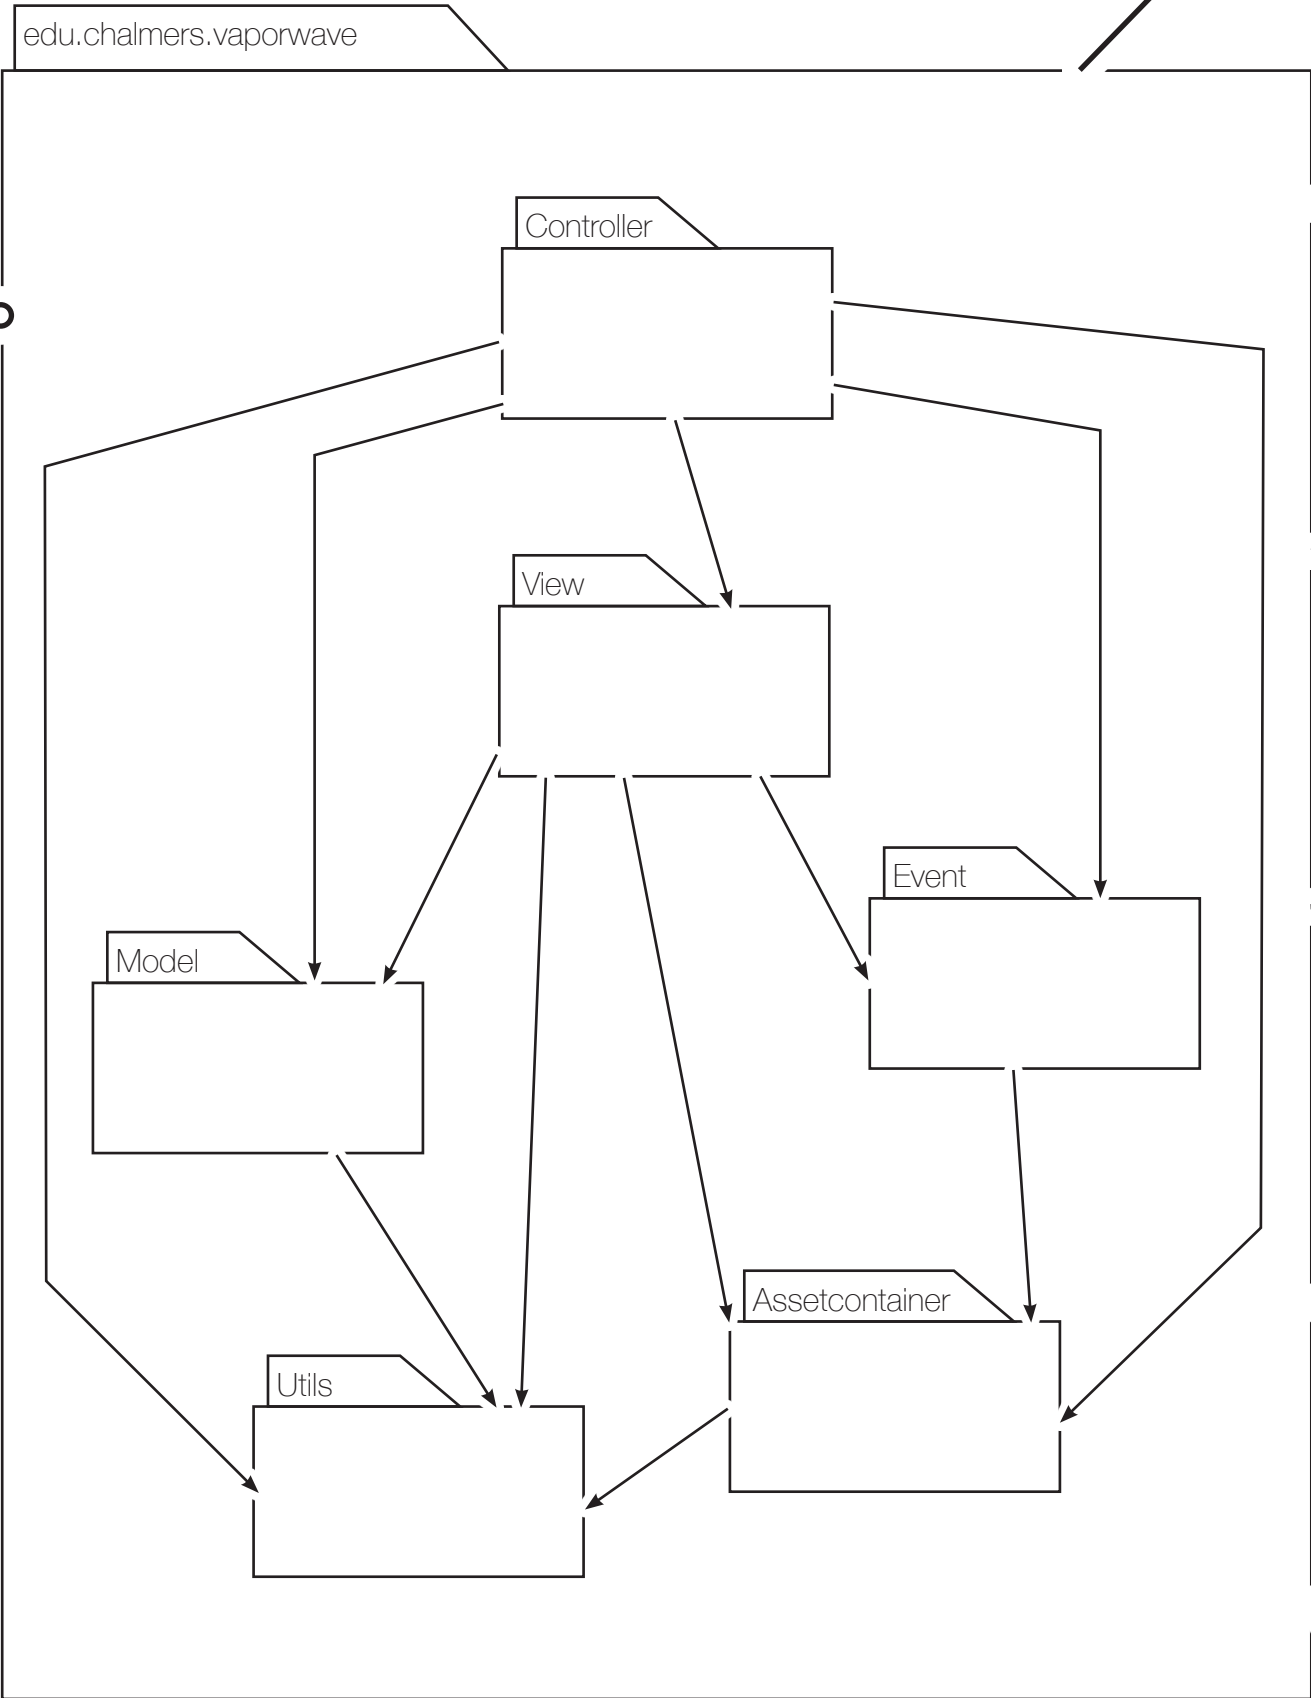 edu.chalmers.vaporwave
Controller
View
Event
Model
Assetcontainer
Utils